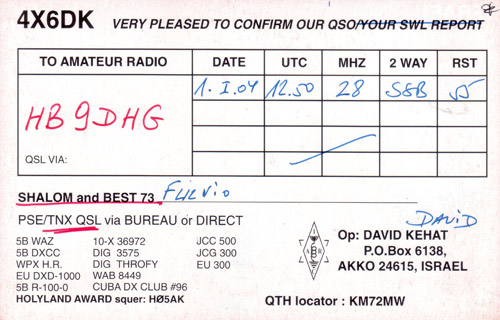 4X6DK VERY PLEASED TO CONFIRM OUR QSO/YOUR SWL REPORT
TO AMATEUR RADIO DATE UTC MHZ 2 WAY RST
HB9DHG 1. I. 04 12.50 28 SSB 55
QSL VIA:
SHALOM and BEST 73 Flavio
PSE/TNX QSL via BUREAU or DIRECT DAVID
5B WAZ 10-X 36972 JCC 500 Op: DAVID KEHAT
5B DXCC DIG 3575 JCG 300 P.O.Box 6138,
WPX H.R. DIG THROFY EU 300 AKKO 24615, ISRAEL
EU DXD-1000 WAB 8449
5B R-100-0 CUBA DX CLUB #96
HOLYLAND AWARD squer: HØ5AK QTH locator : KM72MW